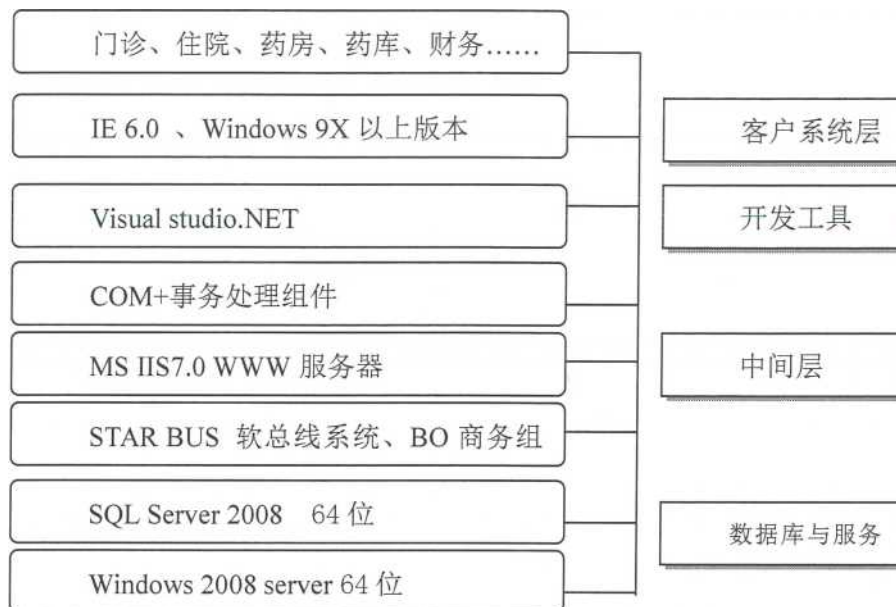 门诊、住院、药房、药库、财务……
IE 6.0 、Windows 9X 以上版本
客户系统层
Visual studio.NET
开发工具
COM+事务处理组件
MS IIS7.0 WWW 服务器
中间层
STAR BUS 软总线系统、BO 商务组
SQL Server 2008 64 位
数据库与服务
Windows 2008 server 64 位